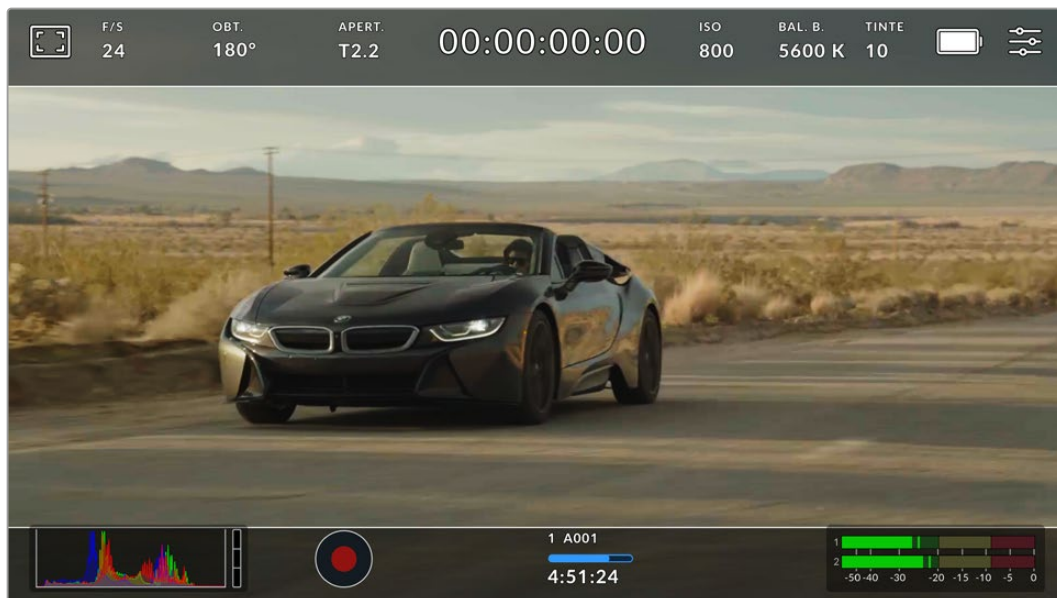 F/S OBT. APERT. 00:00:00:00 ISO BAL. B. TINTE
24 180° T2.2 800 5600 K 10
1 A001
4:51:24
1
2
-50 -40 -30 -20 -15 -10 -5 0